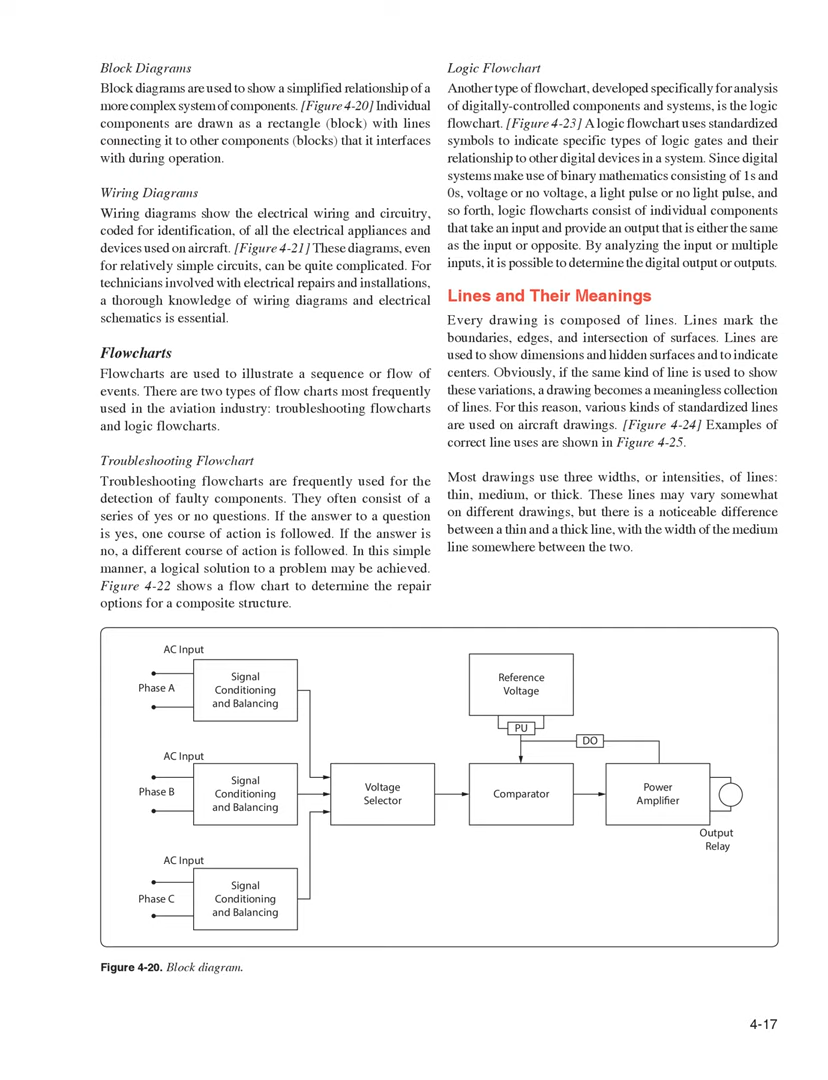 Block Diagrams
Block diagrams are used to show a simplified relationship of a
more complex system of components. [Figure 4-20] Individual
components are drawn as a rectangle (block) with lines
connecting it to other components (blocks) that it interfaces
with during operation.
Wiring Diagrams
Wiring diagrams show the electrical wiring and circuitry,
coded for identification, of all the electrical appliances and
devices used on aircraft. [Figure 4-21] These diagrams, even
for relatively simple circuits, can be quite complicated. For
technicians involved with electrical repairs and installations,
a thorough knowledge of wiring diagrams and electrical
schematics is essential.
Flowcharts
Flowcharts are used to illustrate a sequence or flow of
events. There are two types of flow charts most frequently
used in the aviation industry: troubleshooting flowcharts
and logic flowcharts.
Troubleshooting Flowchart
Troubleshooting flowcharts are frequently used for the
detection of faulty components. They often consist of a
series of yes or no questions. If the answer to a question
is yes, one course of action is followed. If the answer is
no, a different course of action is followed. In this simple
manner, a logical solution to a problem may be achieved.
Figure 4-22 shows a flow chart to determine the repair
options for a composite structure.
Logic Flowchart
Another type of flowchart, developed specifically for analysis
of digitally-controlled components and systems, is the logic
flowchart. [Figure 4-23] A logic flowchart uses standardized
symbols to indicate specific types of logic gates and their
relationship to other digital devices in a system. Since digital
systems make use of binary mathematics consisting of 1s and
0s, voltage or no voltage, a light pulse or no light pulse, and
so forth, logic flowcharts consist of individual components
that take an input and provide an output that is either the same
as the input or opposite. By analyzing the input or multiple
inputs, it is possible to determine the digital output or outputs.
Lines and Their Meanings
Every drawing is composed of lines. Lines mark the
boundaries, edges, and intersection of surfaces. Lines are
used to show dimensions and hidden surfaces and to indicate
centers. Obviously, if the same kind of line is used to show
these variations, a drawing becomes a meaningless collection
of lines. For this reason, various kinds of standardized lines
are used on aircraft drawings. [Figure 4-24] Examples of
correct line uses are shown in Figure 4-25.
Most drawings use three widths, or intensities, of lines:
thin, medium, or thick. These lines may vary somewhat
on different drawings, but there is a noticeable difference
between a thin and a thick line, with the width of the medium
line somewhere between the two.
AC Input
Phase A
Signal
Conditioning
and Balancing
AC Input
Phase B
Signal
Conditioning
and Balancing
AC Input
Phase C
Signal
Conditioning
and Balancing
Voltage
Selector
Reference
Voltage
PU
DO
Comparator
Power
Amplifier
Output
Relay
Figure 4-20. Block diagram.
4-17